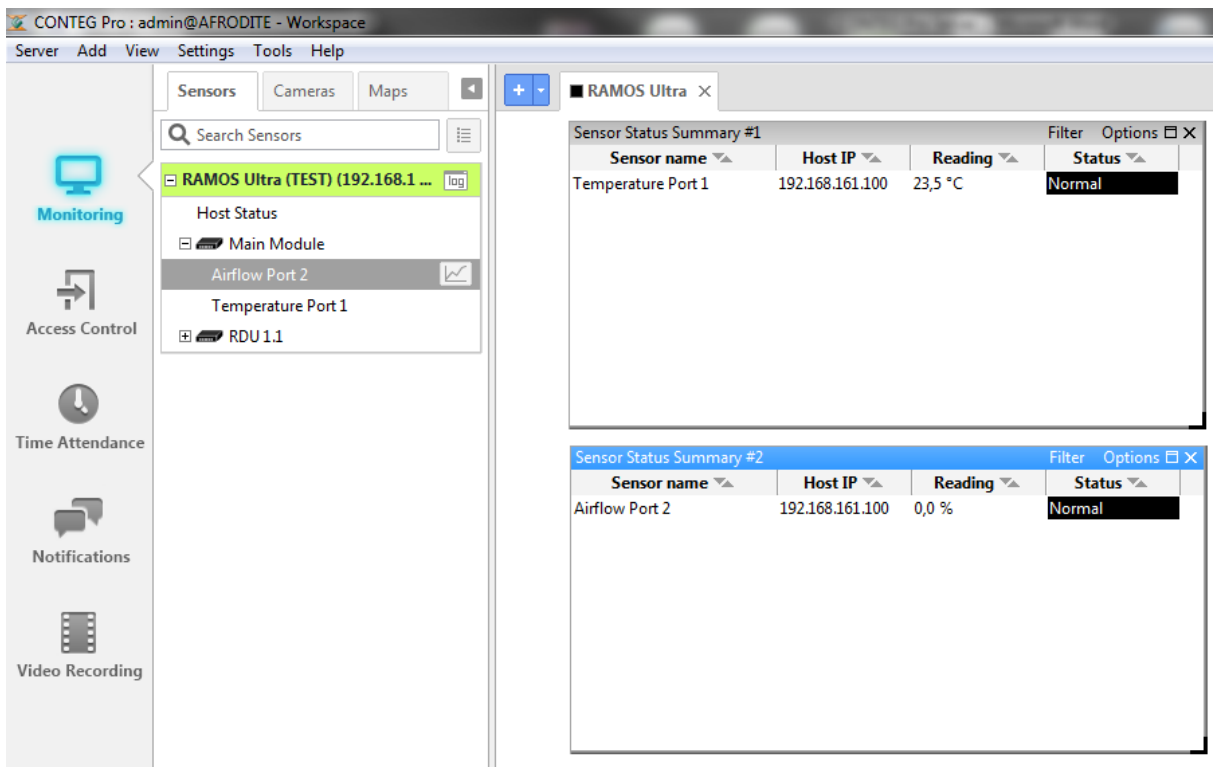 CONTEG Pro : admin@AFRODITE - Workspace
Server Add View Settings Tools Help
Monitoring
Access Control
Time Attendance
Notifications
Video Recording
Sensors Cameras Maps
Search Sensors
RAMOS Ultra (TEST) (192.168.1 ... log
Host Status
Main Module
Airflow Port 2
Temperature Port 1
RDU 1.1
+ RAMOS Ultra
Sensor Status Summary #1 Filter Options
Sensor name Host IP Reading Status
Temperature Port 1 192.168.161.100 23,5 °C Normal
Sensor Status Summary #2 Filter Options
Sensor name Host IP Reading Status
Airflow Port 2 192.168.161.100 0,0 % Normal